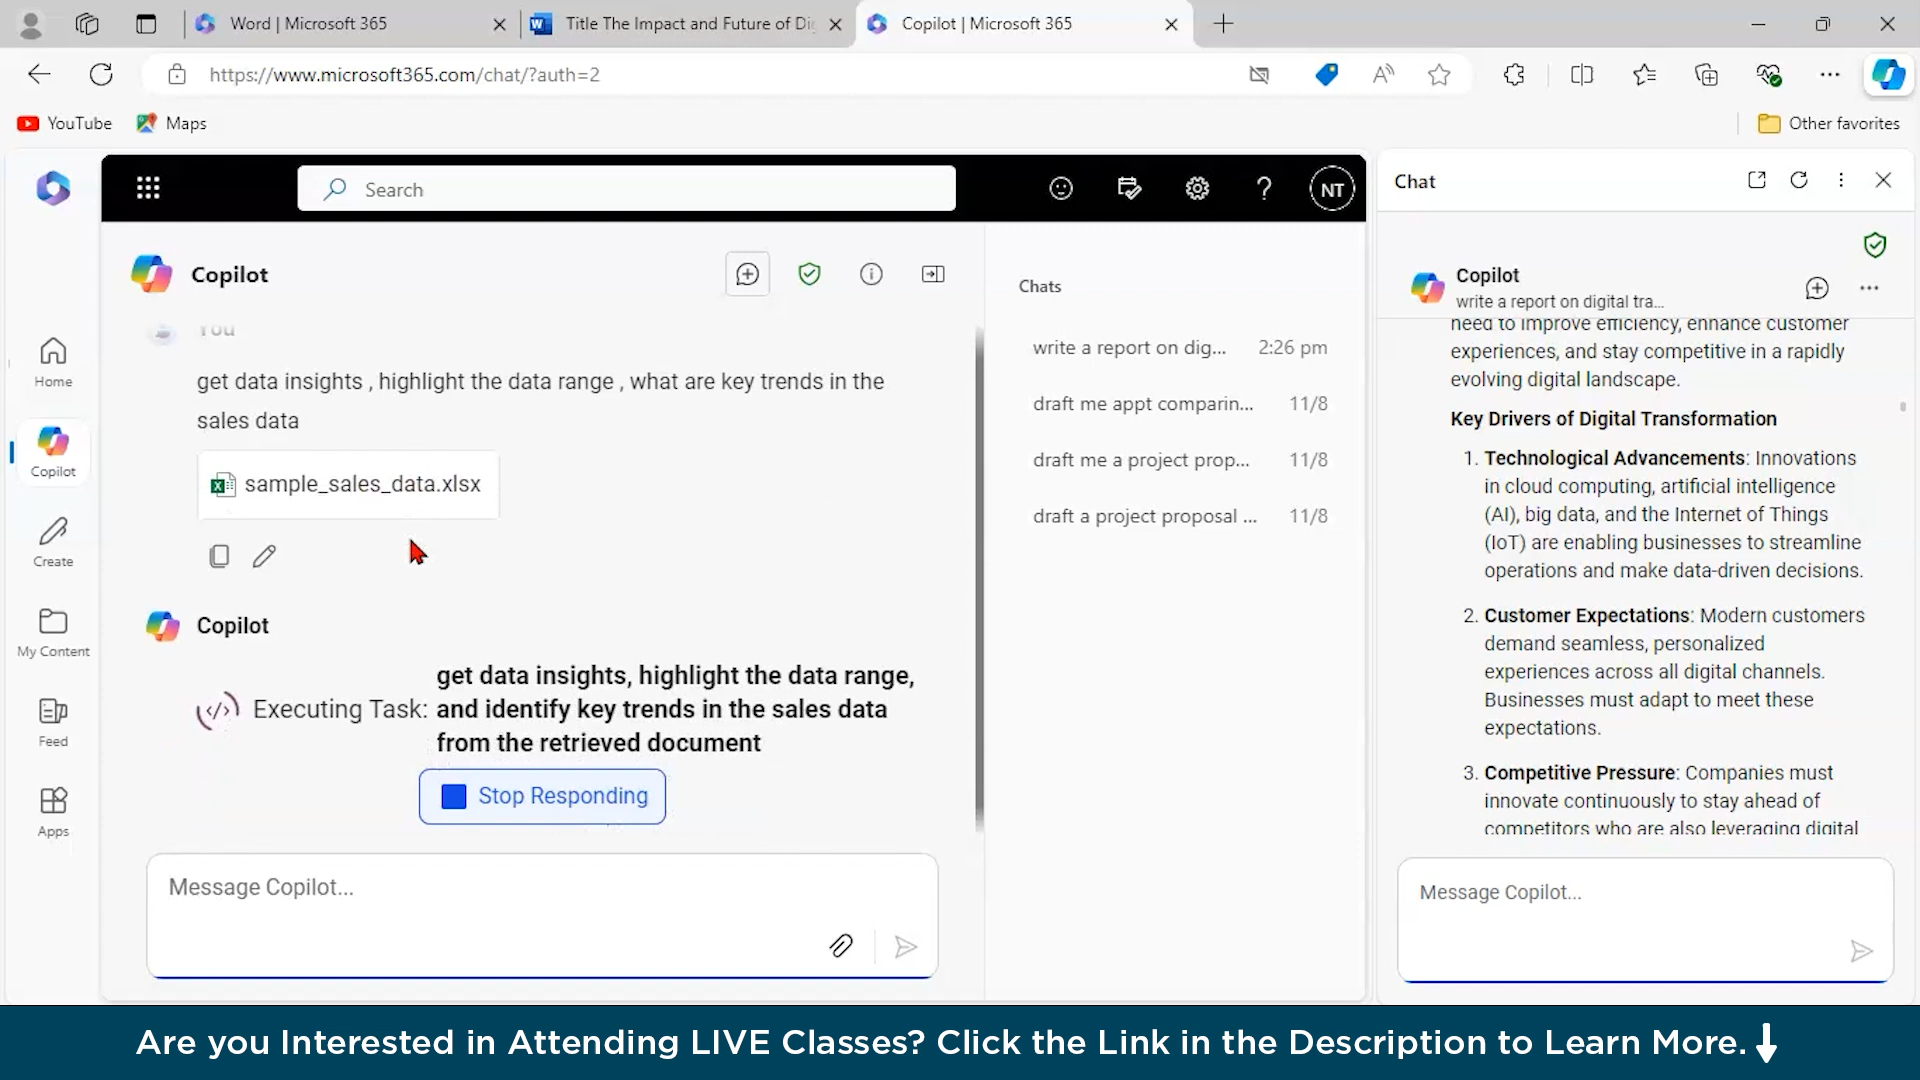 Word | Microsoft 365
Title The Impact and Future of Di
Copilot | Microsoft 365
https://www.microsoft365.com/chat/?auth=2
YouTube
Maps
Other favorites
Search
NT
Home
Copilot
Create
My Content
Feed
Apps
Copilot
You
get data insights , highlight the data range , what are key trends in the
sales data
sample_sales_data.xlsx
Copilot
Executing Task:
get data insights, highlight the data range,
and identify key trends in the sales data
from the retrieved document
Stop Responding
Message Copilot...
Chats
write a report on dig... 2:26 pm
draft me appt comparin... 11/8
draft me a project prop... 11/8
draft a project proposal ... 11/8
Chat
Copilot
write a report on digital tra...
need to improve efficiency, enhance customer
experiences, and stay competitive in a rapidly
evolving digital landscape.
Key Drivers of Digital Transformation
1. Technological Advancements: Innovations
in cloud computing, artificial intelligence
(AI), big data, and the Internet of Things
(IoT) are enabling businesses to streamline
operations and make data-driven decisions.
2. Customer Expectations: Modern customers
demand seamless, personalized
experiences across all digital channels.
Businesses must adapt to meet these
expectations.
3. Competitive Pressure: Companies must
innovate continuously to stay ahead of
competitors who are also leveraging digital
Message Copilot...
Are you Interested in Attending LIVE Classes? Click the Link in the Description to Learn More.